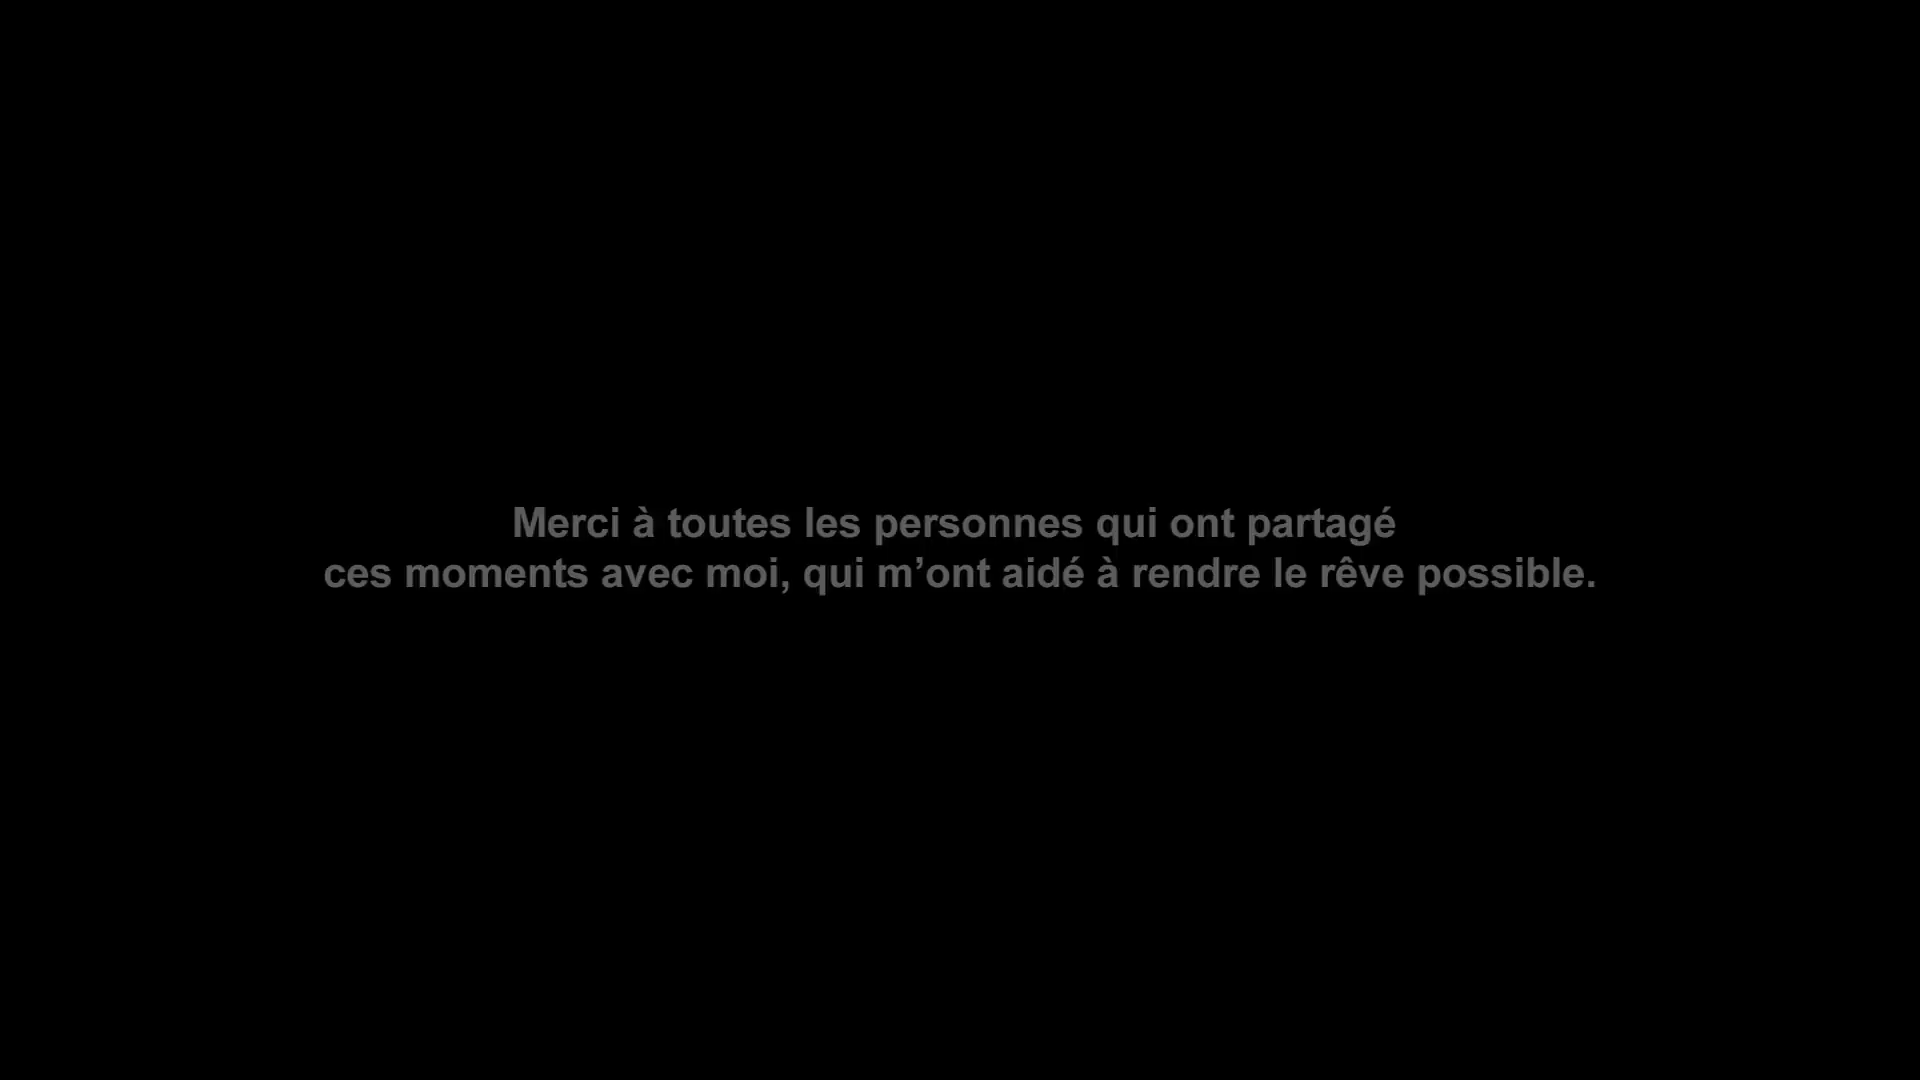 Merci à toutes les personnes qui ont partagé
ces moments avec moi, qui m’ont aidé à rendre le rêve possible.